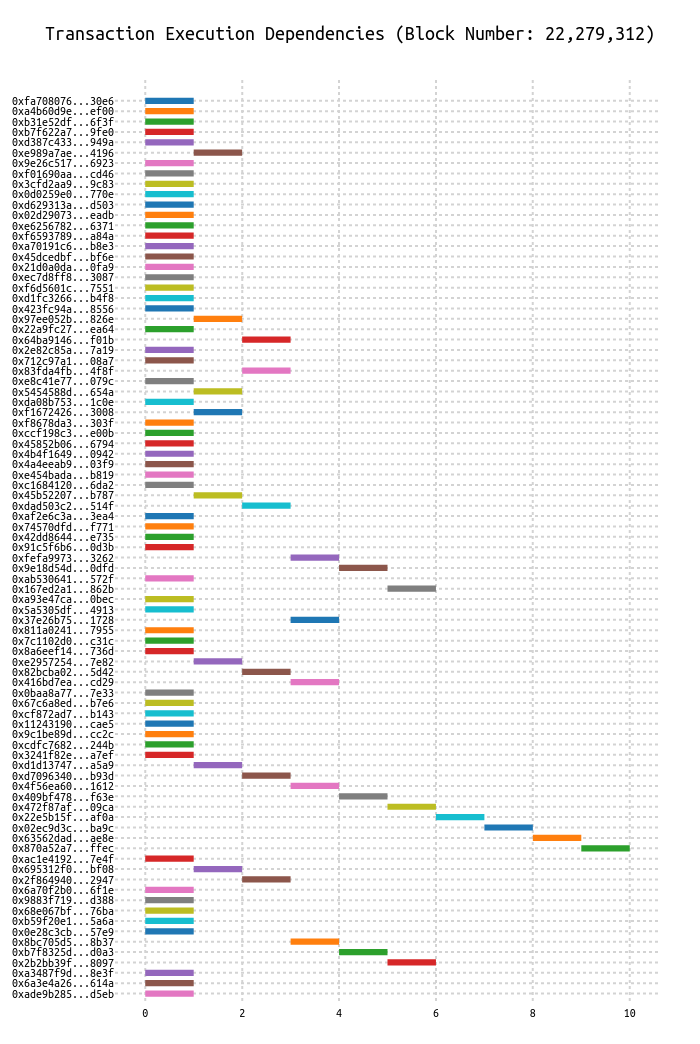 Transaction Execution Dependencies (Block Number: 22,279,312)
0xfa708076...30e6
0xa4b60d9e...ef00
0xb31e52df...6f3f
0xb7f622a7...9fe0
0xd387c433...949a
0xe989a7ae...4196
0x9e26c517...6923
0xf01690aa...cd46
0x3cfd2aa9...9c83
0x0d0259e0...770e
0xd629313a...d503
0x02d29073...eadb
0xe6256782...6371
0xf6593789...a84a
0xa70191c6...b8e3
0x45dcedbf...bf6e
0x21d0a0da...0fa9
0xec7d8ff8...3087
0xf6d5601c...7551
0xd1fc3266...b4f8
0x423fc94a...8556
0x97ee052b...826e
0x22a9fc27...ea64
0x64ba9146...f01b
0x2e82c85a...7a19
0x712c97a1...08a7
0x83fda4fb...4f8f
0xe8c41e77...079c
0x5454588d...654a
0xda08b753...1c0e
0xf1672426...3008
0xf8678da3...303f
0xccf198c3...e00b
0x45852b06...6794
0x4b4f1649...0942
0x4a4eeab9...03f9
0xe454bada...b819
0xc1684120...6da2
0x45b52207...b787
0xdad503c2...514f
0xaf2e6c3a...3ea4
0x74570dfd...f771
0x42dd8644...e735
0x91c5f6b6...0d3b
0xfefa9973...3262
0x9e18d54d...0dfd
0xab530641...572f
0x167ed2a1...862b
0xa93e47ca...0bec
0x5a5305df...4913
0x37e26b75...1728
0x811a0241...7955
0x7c1102d0...c31c
0x8a6eef14...736d
0xe2957254...7e82
0x82bcba02...5d42
0x416bd7ea...cd29
0x0baa8a77...7e33
0x67c6a8ed...b7e6
0xcf872ad7...b143
0x11243190...cae5
0x9c1be89d...cc2c
0xcdfc7682...244b
0x3241f82e...a7ef
0xd1d13747...a5a9
0xd7096340...b93d
0x4f56ea60...1612
0x409bf478...f63e
0x472f87af...09ca
0x22e5b15f...af0a
0x02ec9d3c...ba9c
0x63562dad...ae8e
0x870a52a7...ffec
0xac1e4192...7e4f
0x695312f0...bf08
0x2f864940...2947
0x6a70f2b0...6f1e
0x9883f719...d388
0x68e067bf...76ba
0xb59f20e1...5a6a
0x0e28c3cb...57e9
0x8bc705d5...8b37
0xb7f8325d...d0a3
0x2b2bb39f...8097
0xa3487f9d...8e3f
0x6a3e4a26...614a
0xade9b285...d5eb
0 2 4 6 8 10